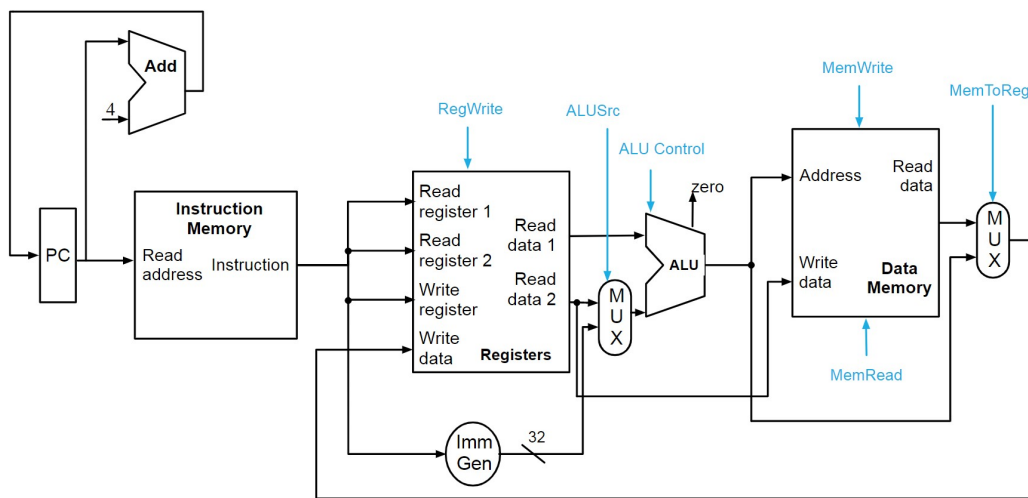 Add
4
PC
Instruction
Memory
Read
address
Instruction
RegWrite
Read
register 1
Read
register 2
Write
register
Write
data
Read
data 1
Read
data 2
Registers
Imm
Gen
32
ALUSrc
M
U
X
ALU Control
zero
ALU
MemWrite
Address
Read
data
Write
data
Data
Memory
MemRead
MemToReg
M
U
X